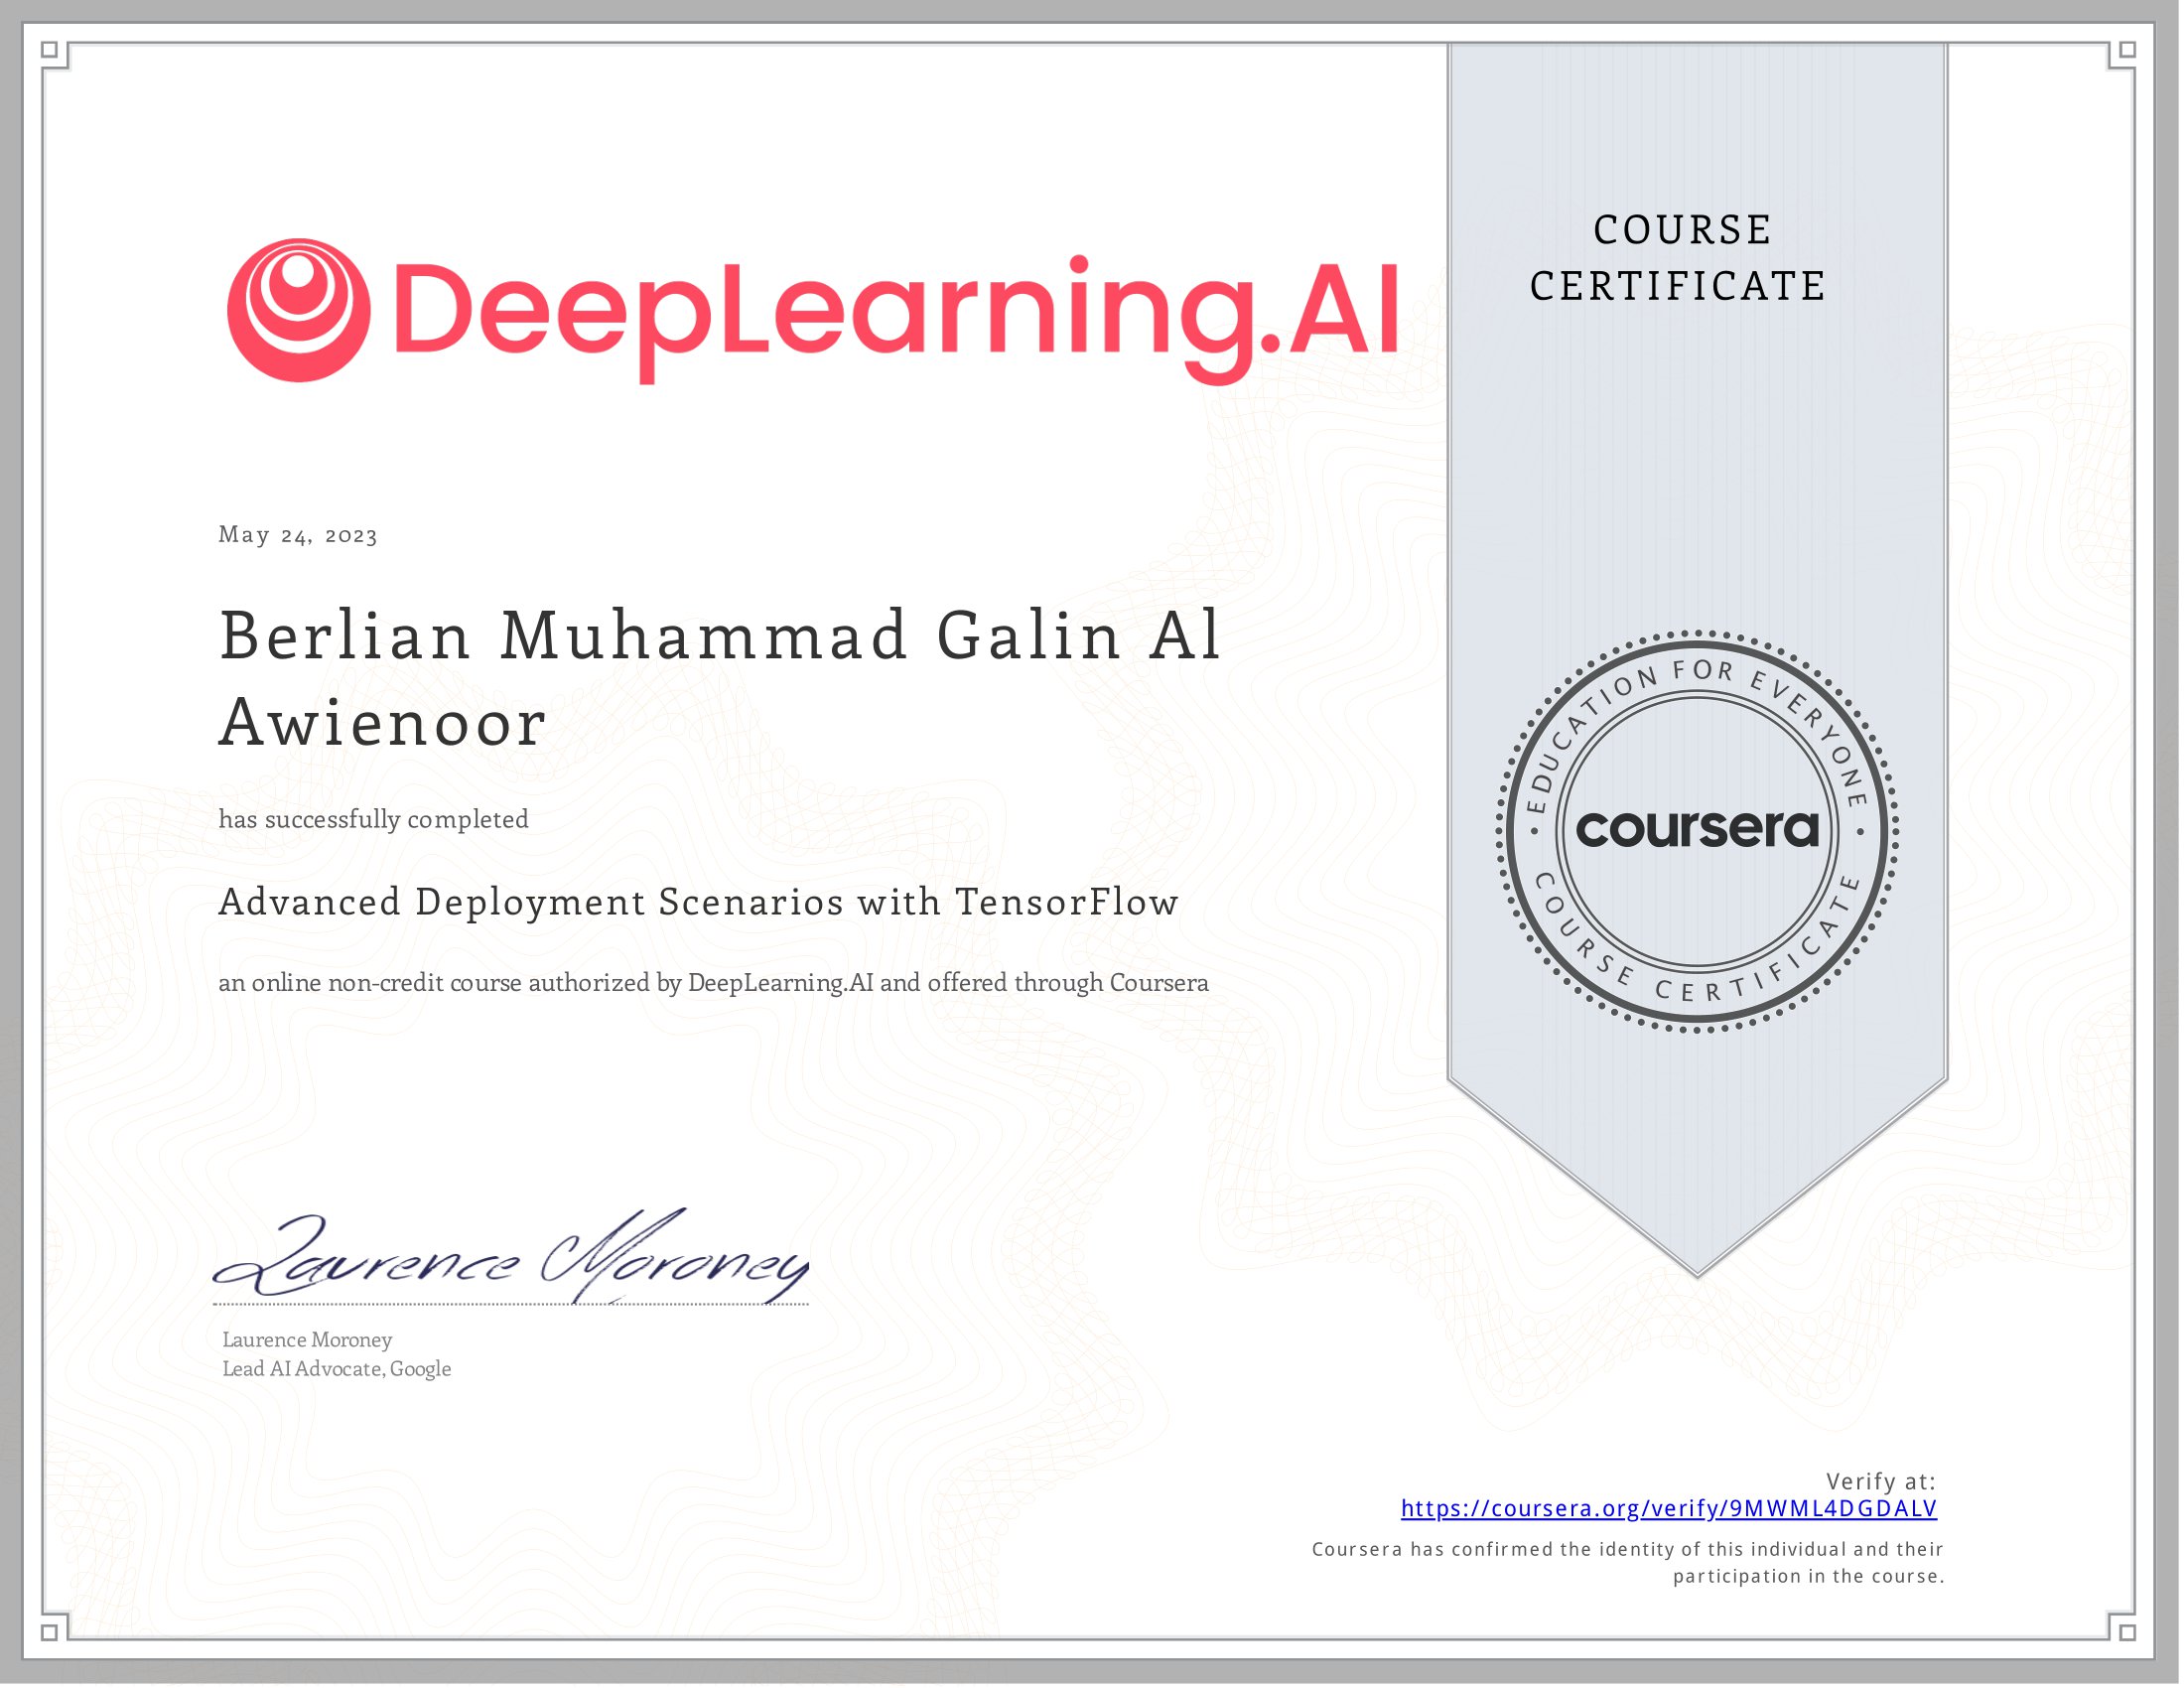 DeepLearning.AI
COURSE
CERTIFICATE
May 24, 2023
Berlian Muhammad Galin Al
Awienoor
has successfully completed
Advanced Deployment Scenarios with TensorFlow
an online non-credit course authorized by DeepLearning.AI and offered through Coursera
EDUCATION FOR EVERYONE
coursera
COURSE CERTIFICATE
Laurence Moroney
Laurence Moroney
Lead AI Advocate, Google
Verify at:
https://coursera.org/verify/9MWML4DGDALV
Coursera has confirmed the identity of this individual and their
participation in the course.